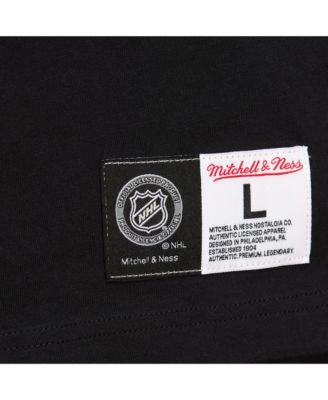 NHL
© NHL
Mitchell & Ness
Mitchell & Ness
L
MITCHELL & NESS NOSTALGIA CO.
AUTHENTIC LICENSED APPAREL
DESIGNED IN PHILADELPHIA, PA.
ESTABLISHED 1904
AUTHENTIC. PREMIUM. LEGENDARY.